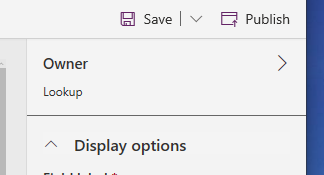 Save Publish
Owner
Lookup
Display options